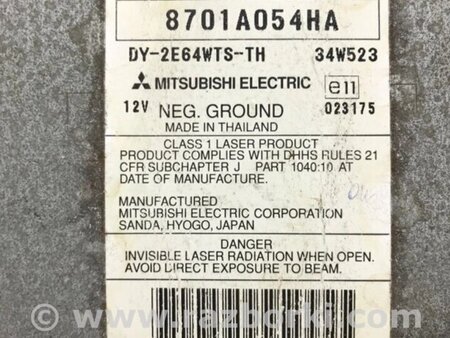 8701A054HA
DY-2E64WTS-TH 34W523
MITSUBISHI ELECTRIC e11
12V NEG. GROUND 023175
MADE IN THAILAND
CLASS 1 LASER PRODUCT
PRODUCT COMPLIES WITH DHHS RULES 21
CFR SUBCHAPTER J PART 1040:10 AT
DATE OF MANUFACTURE.
MANUFACTURED
MITSUBISHI ELECTRIC CORPORATION
SANDA, HYOGO, JAPAN
DANGER
INVISIBLE LASER RADIATION WHEN OPEN.
AVOID DIRECT EXPOSURE TO BEAM.
© www.razborki.com